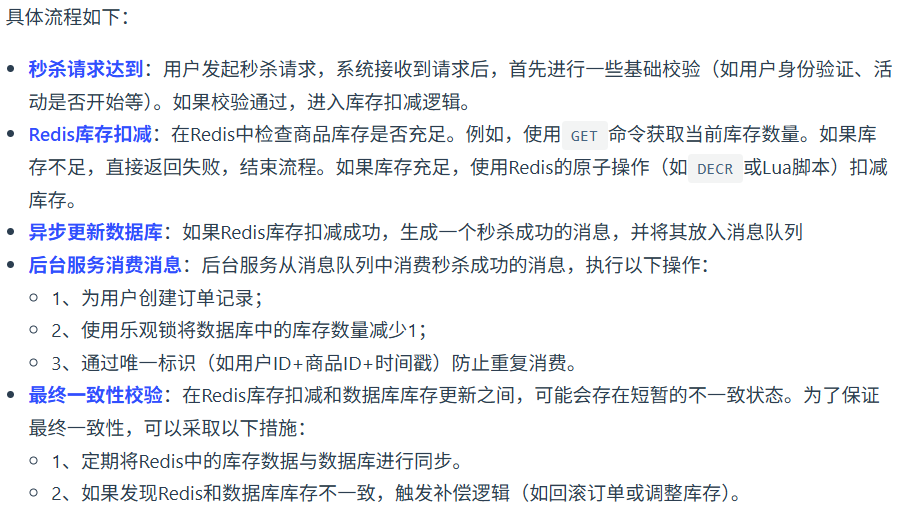 具体流程如下：
秒杀请求达到：用户发起秒杀请求，系统接收到请求后，首先进行一些基础校验（如用户身份验证、活
动是否开始等）。如果校验通过，进入库存扣减逻辑。
Redis库存扣减：在Redis中检查商品库存是否充足。例如，使用 GET 命令获取当前库存数量。如果库
存不足，直接返回失败，结束流程。如果库存充足，使用Redis的原子操作（如 DECR 或Lua脚本）扣减
库存。
异步更新数据库：如果Redis库存扣减成功，生成一个秒杀成功的消息，并将其放入消息队列
后台服务消费消息：后台服务从消息队列中消费秒杀成功的消息，执行以下操作：
1、为用户创建订单记录；
2、使用乐观锁将数据库中的库存数量减少1；
3、通过唯一标识（如用户ID+商品ID+时间戳）防止重复消费。
最终一致性校验：在Redis库存扣减和数据库库存更新之间，可能会存在短暂的不一致状态。为了保证
最终一致性，可以采取以下措施：
1、定期将Redis中的库存数据与数据库进行同步。
2、如果发现Redis和数据库库存不一致，触发补偿逻辑（如回滚订单或调整库存）。